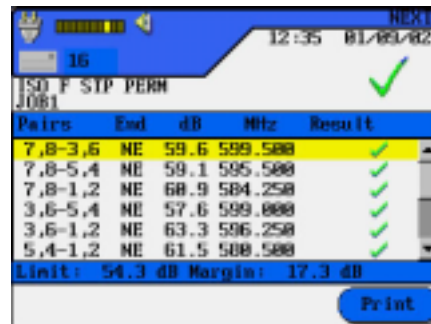 NEXT
12:35 01/09/02
16
ISO F STP PERM
JOB1
Pairs End dB MHz Result
7,8-3,6 NE 59.6 599.500
7,8-5,4 NE 59.1 595.500
7,8-1,2 NE 60.9 584.250
3,6-5,4 NE 57.6 599.000
3,6-1,2 NE 63.3 596.250
5,4-1,2 NE 61.5 580.500
Limit: 54.3 dB Margin: 17.3 dB
Print